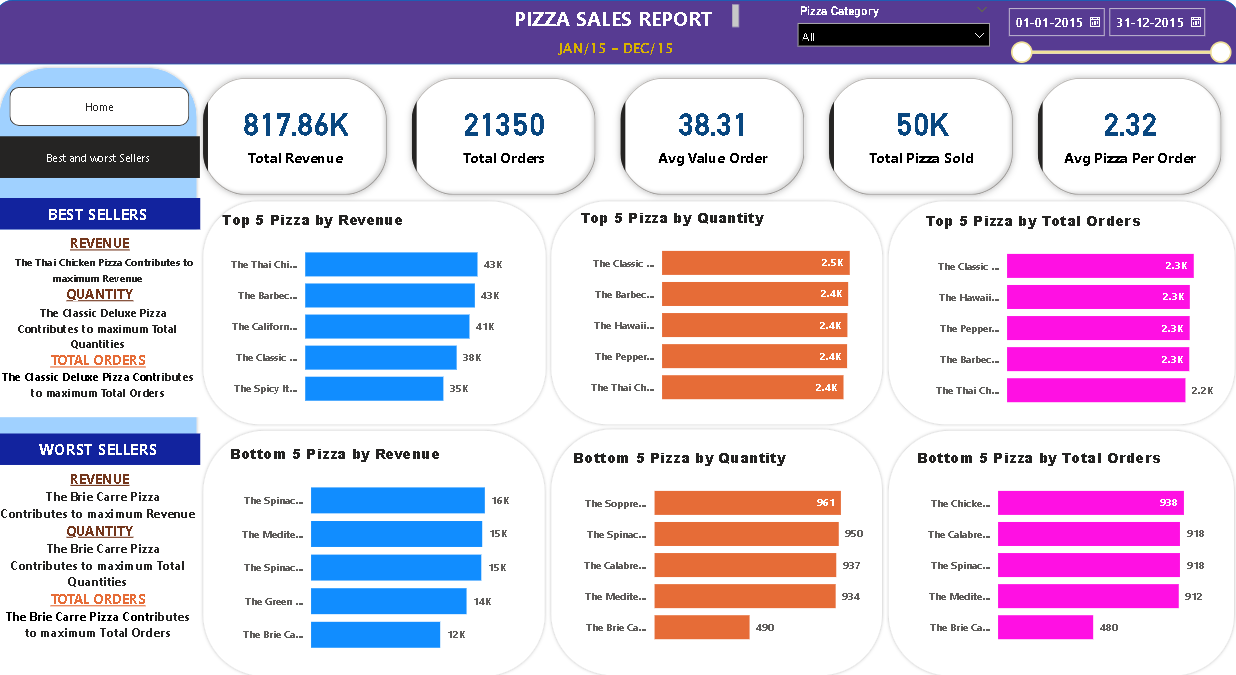 PIZZA SALES REPORT
JAN/15 – DEC/15
Pizza Category
All
01-01-2015
31-12-2015
Home
Best and worst Sellers
817.86K
Total Revenue
21350
Total Orders
38.31
Avg Value Order
50K
Total Pizza Sold
2.32
Avg Pizza Per Order
BEST SELLERS
REVENUE
The Thai Chicken Pizza Contributes to
maximum Revenue
QUANTITY
The Classic Deluxe Pizza
Contributes to maximum Total
Quantities
TOTAL ORDERS
The Classic Deluxe Pizza Contributes
to maximum Total Orders
Top 5 Pizza by Revenue
The Thai Chi... 43K
The Barbec... 43K
The Californ... 41K
The Classic ... 38K
The Spicy It... 35K
Top 5 Pizza by Quantity
The Classic ... 2.5K
The Barbec... 2.4K
The Hawaii... 2.4K
The Pepper... 2.4K
The Thai Ch... 2.4K
Top 5 Pizza by Total Orders
The Classic ... 2.3K
The Hawaii... 2.3K
The Pepper... 2.3K
The Barbec... 2.3K
The Thai Ch... 2.2K
WORST SELLERS
REVENUE
The Brie Carre Pizza
Contributes to maximum Revenue
QUANTITY
The Brie Carre Pizza
Contributes to maximum Total
Quantities
TOTAL ORDERS
The Brie Carre Pizza Contributes
to maximum Total Orders
Bottom 5 Pizza by Revenue
The Spinac... 16K
The Medite... 15K
The Spinac... 15K
The Green ... 14K
The Brie Ca... 12K
Bottom 5 Pizza by Quantity
The Soppre... 961
The Spinac... 950
The Calabre... 937
The Medite... 934
The Brie Ca... 490
Bottom 5 Pizza by Total Orders
The Chicke... 938
The Calabre... 918
The Spinac... 918
The Medite... 912
The Brie Ca... 480